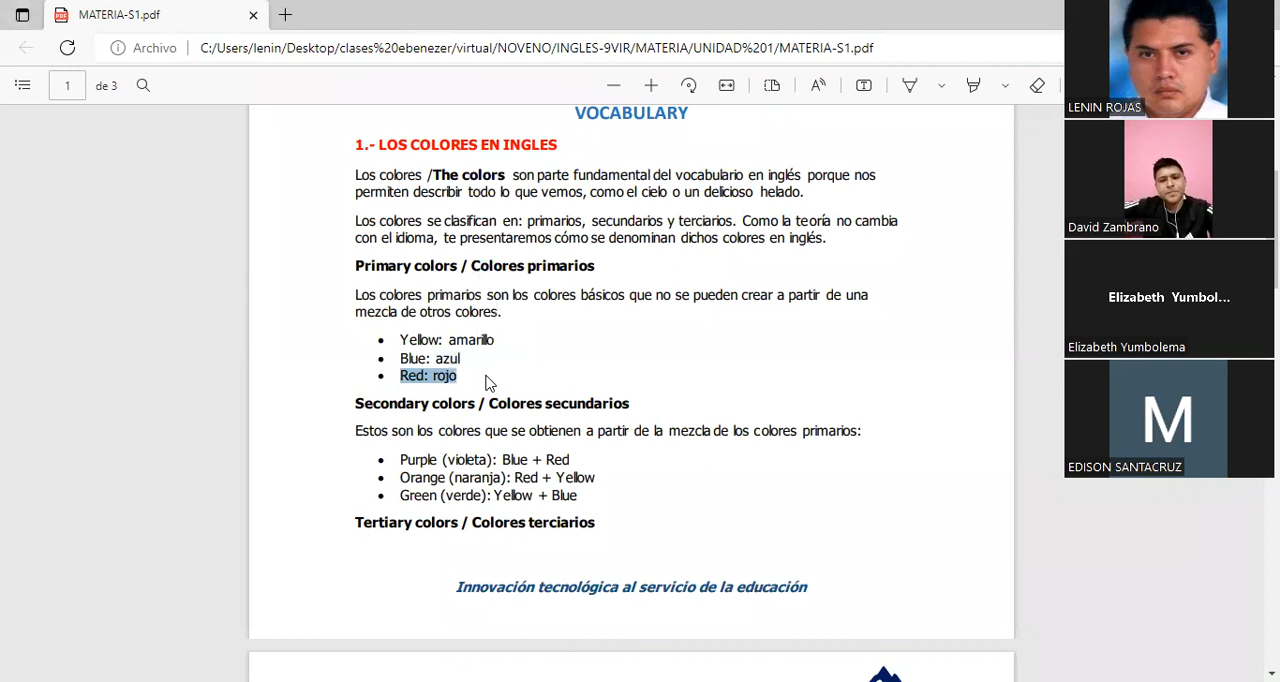 MATERIA-S1.pdf
Archivo
C:/Users/lenin/Desktop/clases%20ebenezer/virtual/NOVENO/INGLES-9VIR/MATERIA/UNIDAD%201/MATERIA-S1.pdf
1 de 3
VOCABULARY
1.- LOS COLORES EN INGLES
Los colores /The colors son parte fundamental del vocabulario en inglés porque nos
permiten describir todo lo que vemos, como el cielo o un delicioso helado.
Los colores se clasifican en: primarios, secundarios y terciarios. Como la teoría no cambia
con el idioma, te presentaremos cómo se denominan dichos colores en inglés.
Primary colors / Colores primarios
Los colores primarios son los colores básicos que no se pueden crear a partir de una
mezcla de otros colores.
• Yellow: amarillo
• Blue: azul
• Red: rojo
Secondary colors / Colores secundarios
Estos son los colores que se obtienen a partir de la mezcla de los colores primarios:
• Purple (violeta): Blue + Red
• Orange (naranja): Red + Yellow
• Green (verde): Yellow + Blue
Tertiary colors / Colores terciarios
Innovación tecnológica al servicio de la educación
LENIN ROJAS
David Zambrano
Elizabeth Yumbol...
Elizabeth Yumbolema
M
EDISON SANTACRUZ